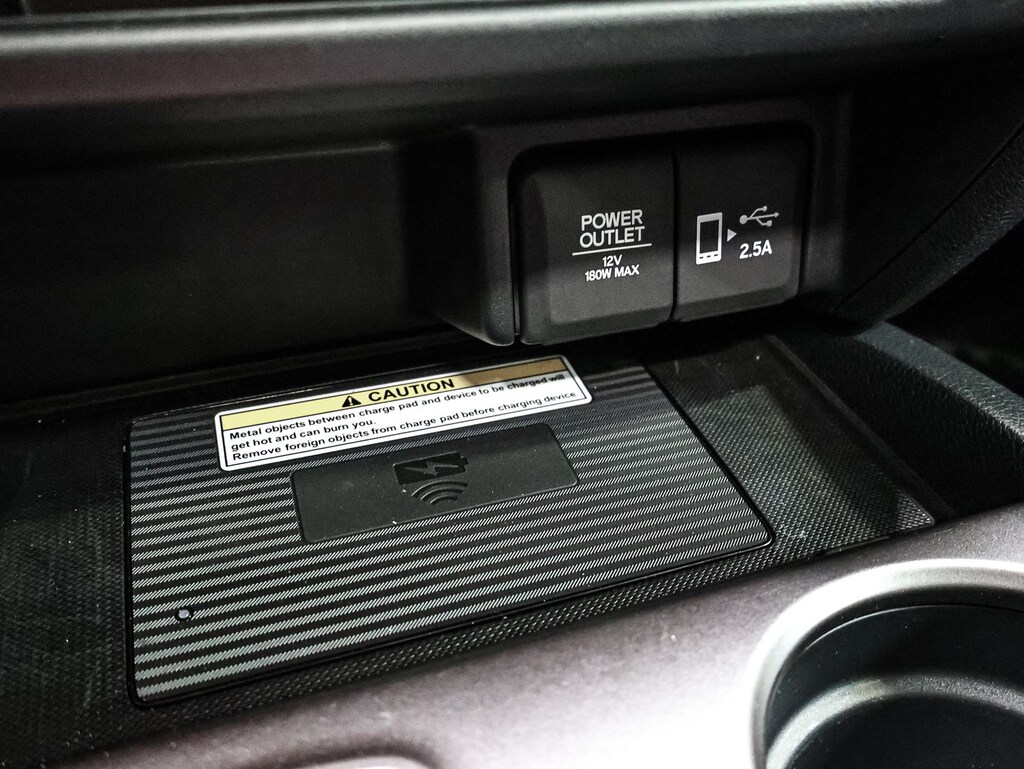 POWER
OUTLET
12V
180W MAX
2.5A
CAUTION
Metal objects between charge pad and device to be charged will
get hot and can burn you.
Remove foreign objects from charge pad before charging device